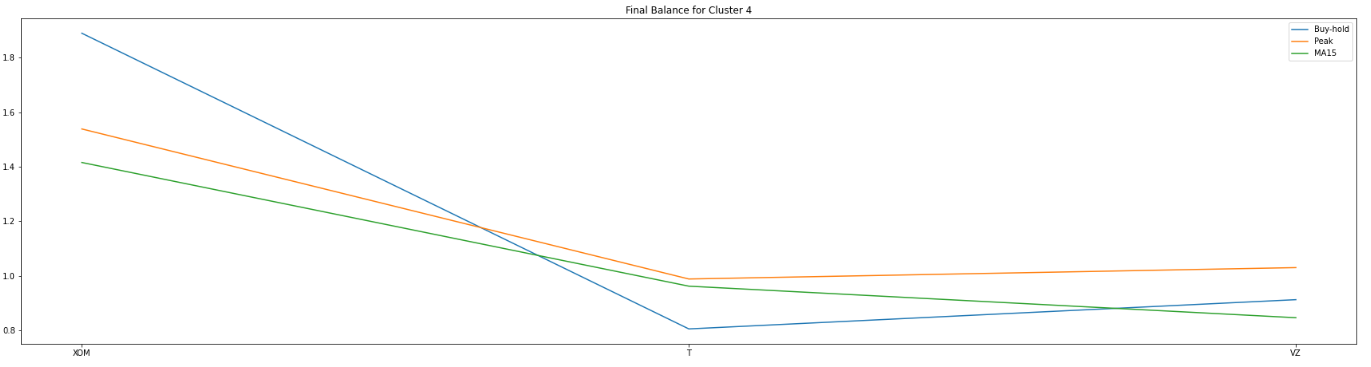 Final Balance for Cluster 4
Buy-hold
Peak
MA15
1.8
1.6
1.4
1.2
1.0
0.8
XOM
T
VZ